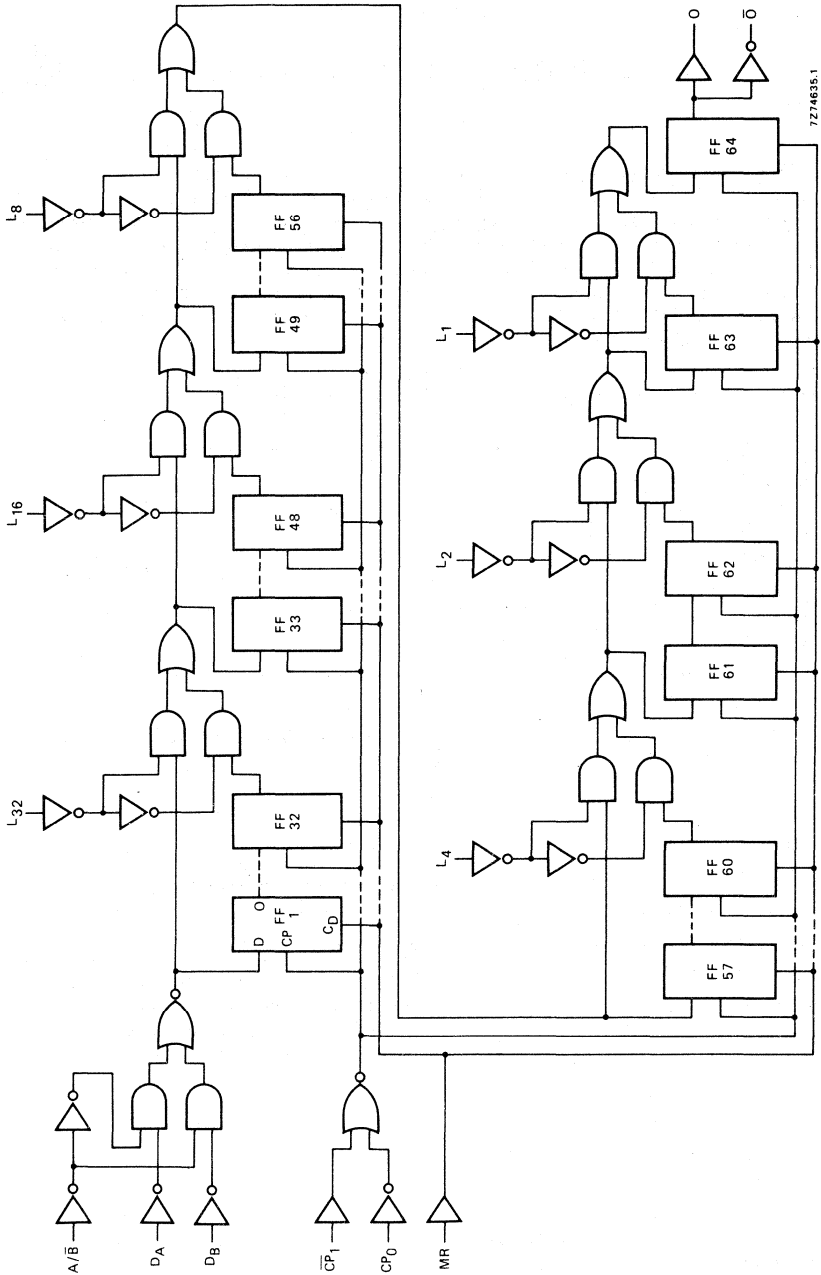 L8
L16
L32
FF 56
FF 49
FF 48
FF 33
FF 32
D O
CP FF 1
CD
A/B̅
DA
DB
C̅P̅1
CP0
MR
L1
L2
L4
FF 64
FF 63
FF 62
FF 61
FF 60
FF 57
O
O̅
7Z74635.1